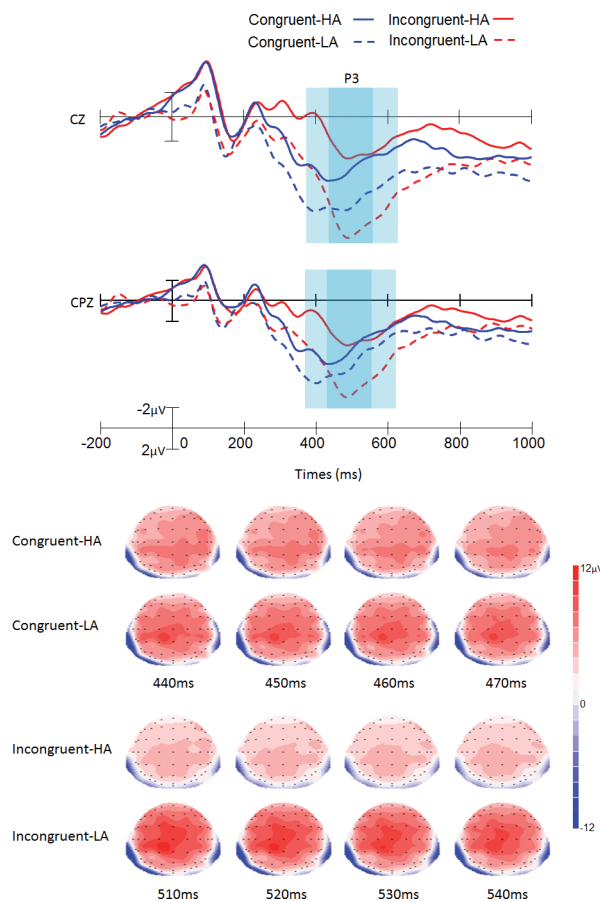 Congruent-HA Incongruent-HA
Congruent-LA Incongruent-LA
P3
CZ
CPZ
-2μV
2μV
-200 0 200 400 600 800 1000
Times (ms)
Congruent-HA
12μV
Congruent-LA
440ms 450ms 460ms 470ms
0
Incongruent-HA
Incongruent-LA
-12
510ms 520ms 530ms 540ms